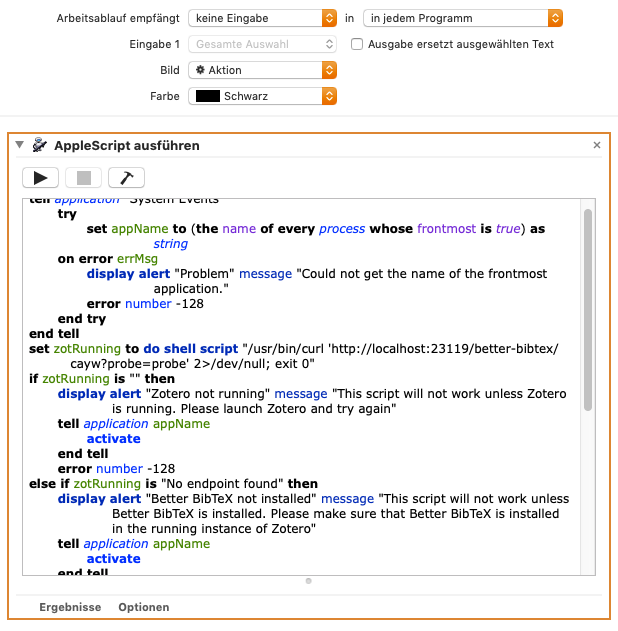 Arbeitsablauf empfängt keine Eingabe in in jedem Programm
Eingabe 1 Gesamte Auswahl Ausgabe ersetzt ausgewählten Text
Bild Aktion
Farbe Schwarz
AppleScript ausführen
tell application "System Events"
try
set appName to (the name of every process whose frontmost is true) as
string
on error errMsg
display alert "Problem" message "Could not get the name of the frontmost
application."
error number -128
end try
end tell
set zotRunning to do shell script "/usr/bin/curl 'http://localhost:23119/better-bibtex/
cayw?probe=probe' 2>/dev/null; exit 0"
if zotRunning is "" then
display alert "Zotero not running" message "This script will not work unless Zotero
is running. Please launch Zotero and try again"
tell application appName
activate
end tell
error number -128
else if zotRunning is "No endpoint found" then
display alert "Better BibTeX not installed" message "This script will not work unless
Better BibTeX is installed. Please make sure that Better BibTeX is installed
in the running instance of Zotero"
tell application appName
activate
end tell
Ergebnisse Optionen